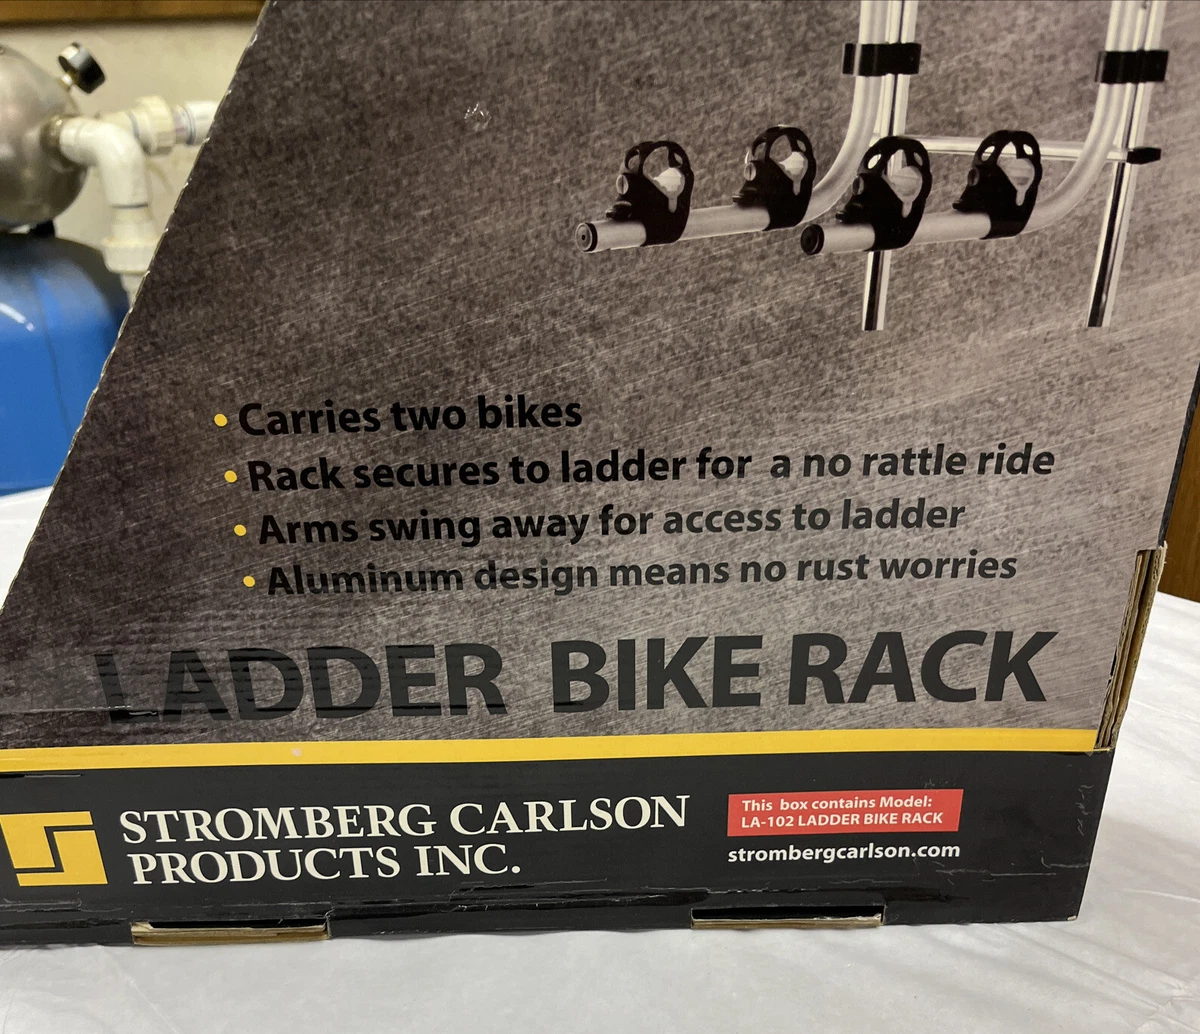 • Carries two bikes
• Rack secures to ladder for a no rattle ride
• Arms swing away for access to ladder
• Aluminum design means no rust worries
LADDER BIKE RACK
STROMBERG CARLSON
PRODUCTS INC.
This box contains Model:
LA-102 LADDER BIKE RACK
strombergcarlson.com